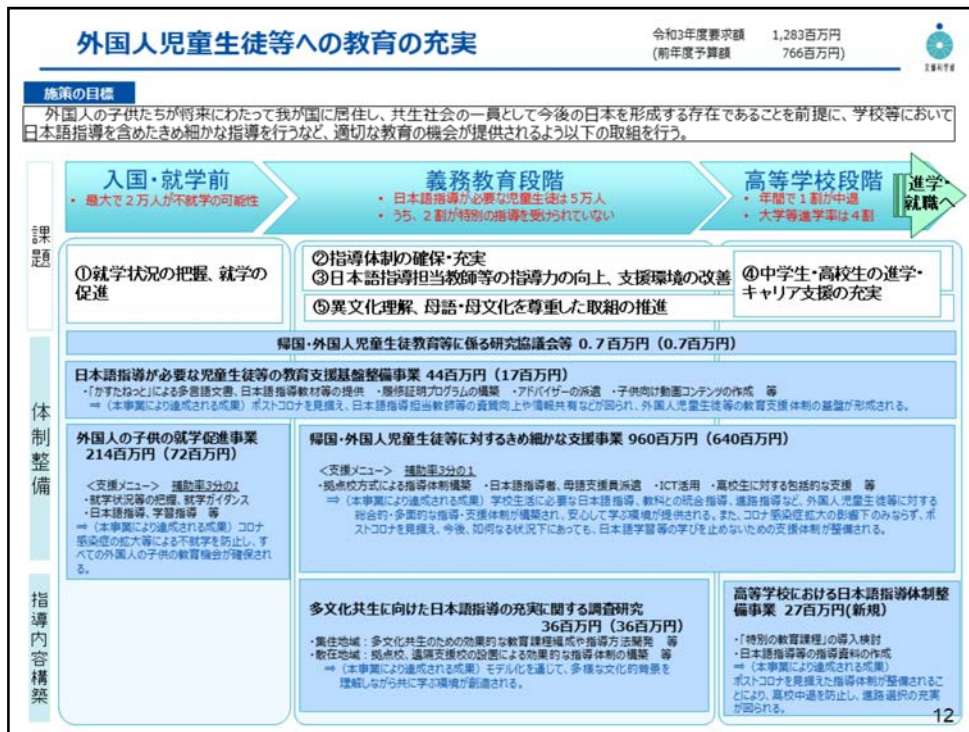 外国人児童生徒等への教育の充実
令和3年度要求額 1,283百万円
(前年度予算額 766百万円)
文部科学省
施策の目標
外国人の子供たちが将来にわたって我が国に居住し、共生社会の一員として今後の日本を形成する存在であることを前提に、学校等において
日本語指導を含めたきめ細かな指導を行うなど、適切な教育の機会が提供されるよう以下の取組を行う。
課題
入国・就学前
・ 最大で2万人が不就学の可能性
義務教育段階
・ 日本語指導が必要な児童生徒は5万人
・ うち、2割が特別の指導を受けられていない
高等学校段階
・ 年間で1割が中退
・ 大学等進学率は4割
進学・
就職へ
①就学状況の把握、就学の
促進
②指導体制の確保・充実
③日本語指導担当教師等の指導力の向上、支援環境の改善
④中学生・高校生の進学・
キャリア支援の充実
⑤異文化理解、母語・母文化を尊重した取組の推進
体制整備
帰国・外国人児童生徒教育等に係る研究協議会等 0.7百万円(0.7百万円)
日本語指導が必要な児童生徒等の教育支援基盤整備事業 44百万円(17百万円)
・「かすたねっと」による多言語文書、日本語指導教材等の提供 ・履修証明プログラムの構築 ・アドバイザーの派遣 ・子供向け動画コンテンツの作成 等
⇒(本事業により達成される成果)ポストコロナを見据え、日本語指導担当教師等の資質向上や情報共有などが図られ、外国人児童生徒等の教育支援体制の基盤が形成される。
外国人の子供の就学促進事業
214百万円(72百万円)
<支援メニュー> 補助率3分の1
・就学状況等の把握、就学ガイダンス
・日本語指導、学習指導 等
⇒(本事業により達成される成果)コロナ
感染症の拡大等による不就学を防止し、す
べての外国人の子供の教育機会が確保され
る。
帰国・外国人児童生徒等に対するきめ細かな支援事業 960百万円(640百万円)
<支援メニュー> 補助率3分の1
・拠点校方式による指導体制構築 ・日本語指導者、母語支援員派遣 ・ICT活用 ・高校生に対する包括的な支援 等
⇒(本事業により達成される成果)学校生活に必要な日本語指導、教科との統合指導、進路指導など、外国人児童生徒等に対する
総合的・多面的な指導・支援体制が構築され、安心して学ぶ環境が提供される。また、コロナ感染症拡大の影響下のみならず、ポ
ストコロナを見据え、今後、如何なる状況下にあっても、日本語学習等の学びを止めないための支援体制が整備される。
指導内容構築
多文化共生に向けた日本語指導の充実に関する調査研究
36百万円(36百万円)
・集住地域:多文化共生のための効果的な教育課程編成や指導方法開発 等
・散在地域:拠点校、遠隔支援校の設置による効果的な指導体制の構築 等
⇒(本事業により達成される成果)モデル化を通じて、多様な文化的背景を
理解しながら共に学ぶ環境が創造される。
高等学校における日本語指導体制整
備事業 27百万円(新規)
・「特別の教育課程」の導入検討
・日本語指導等の指導資料の作成
⇒(本事業により達成される成果)
ポストコロナを見据えた指導体制が整備されるこ
とにより、高校中退を防止し、進路選択の充実
が図られる。
12